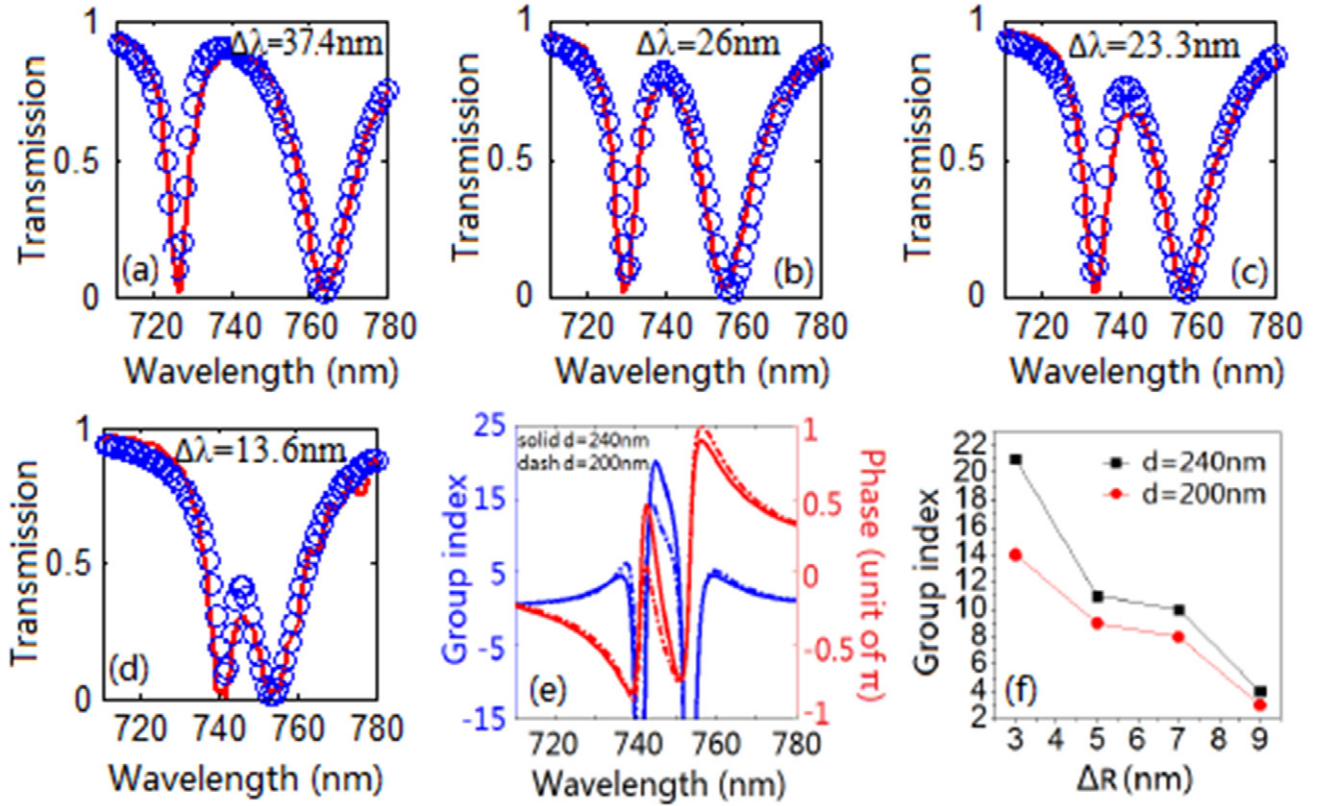 1
0.5
0
Transmission
Δλ=37.4nm
(a)
720 740 760 780
Wavelength (nm)
1
0.5
0
Transmission
Δλ=26nm
(b)
720 740 760 780
Wavelength (nm)
1
0.5
0
Transmission
Δλ=23.3nm
(c)
720 740 760 780
Wavelength (nm)
1
0.5
0
Transmission
Δλ=13.6nm
(d)
720 740 760 780
Wavelength (nm)
25
15
5
-5
-15
Group index
solid d=240nm
dash d=200nm
(e)
1
0.5
0
-0.5
-1
Phase (unit of π)
720 740 760 780
Wavelength (nm)
22
20
18
16
14
12
10
8
6
4
2
Group index
d=240nm
d=200nm
(f)
3 4 5 6 7 8 9
ΔR (nm)